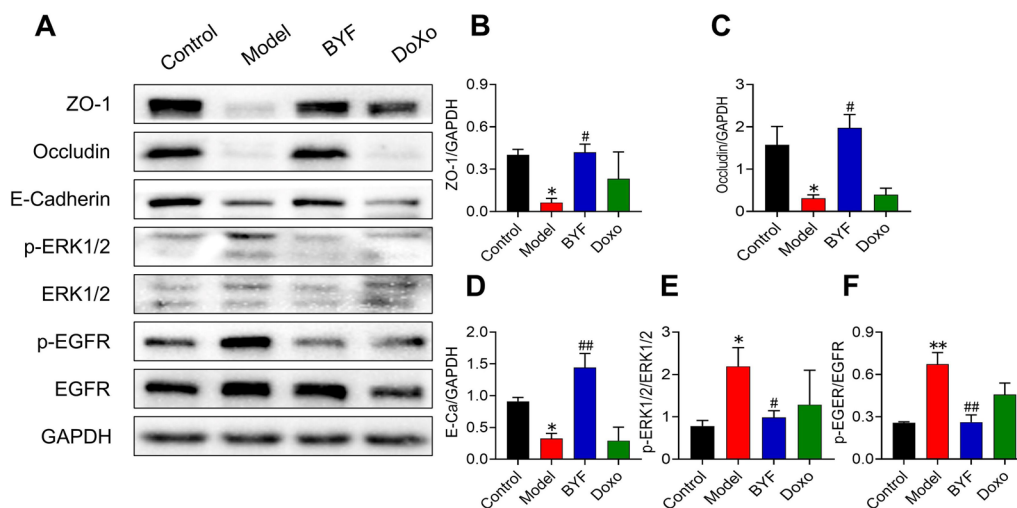 A
Control Model BYF DoXo
ZO-1
Occludin
E-Cadherin
p-ERK1/2
ERK1/2
p-EGFR
EGFR
GAPDH
B
ZO-1/GAPDH
0.9
0.6
0.3
0.0
*
#
Control Model BYF Doxo
C
Occludin/GAPDH
3
2
1
0
*
#
Control Model BYF Doxo
D
E-Ca/GAPDH
2.0
1.5
1.0
0.5
0.0
*
##
Control Model BYF Doxo
E
p-ERK1/2/ERK1/2
3
2
1
0
*
#
Control Model BYF Doxo
F
p-EGER/EGFR
0.9
0.6
0.3
0.0
**
##
Control Model BYF Doxo